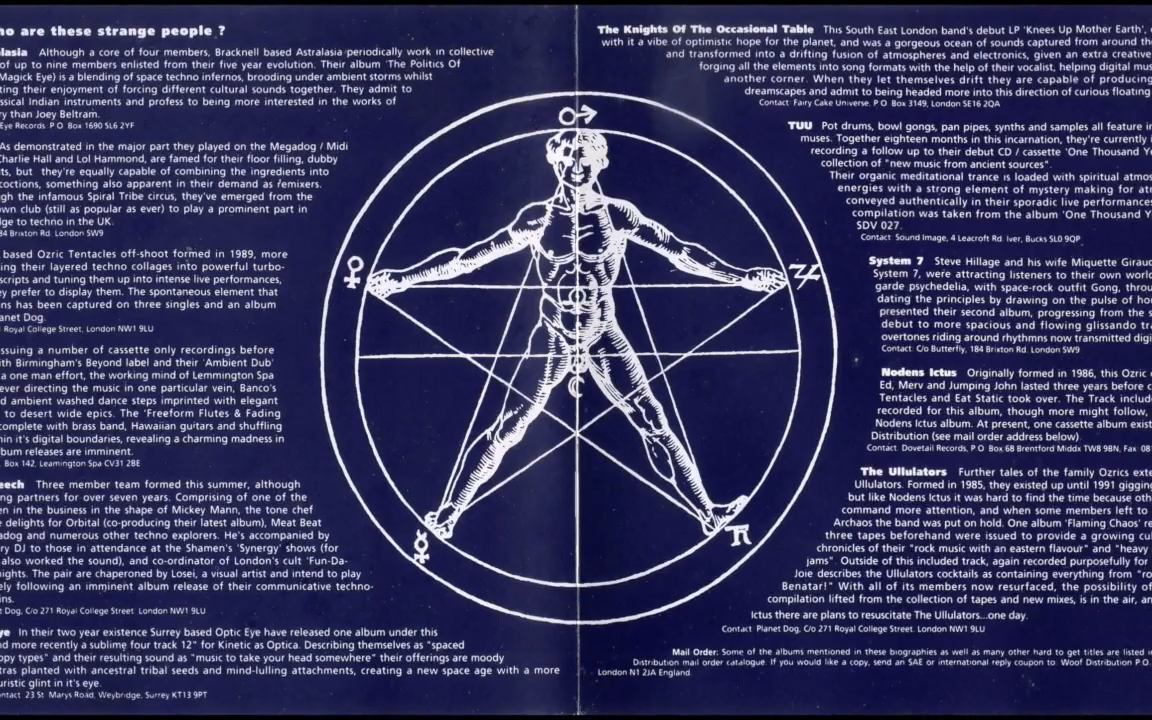 ho are these strange people ?
lasia Although a core of four members, Bracknell based Astralasia periodically work in collective
of up to nine members enlisted from their five year evolution. Their album 'The Politics Of
Magick Eye) is a blending of space techno infernos, brooding under ambient storms whilst
ting their enjoyment of forcing different cultural sounds together. They admit to
ssical Indian instruments and profess to being more interested in the works of
ry than Joey Beltram.
Eye Records P O Box 1690 SL6 2YF
As demonstrated in the major part they played on the Megadog / Midi
Charlie Hall and Lol Hammond, are famed for their floor filling, dubby
ts, but they're equally capable of combining the ingredients into
coctions, something also apparent in their demand as remixers.
gh the infamous Spiral Tribe circus, they've emerged from the
wn club (still as popular as ever) to play a prominent part in
dge to techno in the UK.
84 Brixton Rd. London SW9
based Ozric Tentacles off-shoot formed in 1989, more
ing their layered techno collages into powerful turbo-
scripts and tuning them up into intense live performances,
ey prefer to display them. The spontaneous element that
ns has been captured on three singles and an album
anet Dog.
Royal College Street, London NW1 9LU
issuing a number of cassette only recordings before
ith Birmingham's Beyond label and their 'Ambient Dub'
a one man effort, the working mind of Lemmington Spa
ever directing the music in one particular vein, Banco's
d ambient washed dance steps imprinted with elegant
to desert wide epics. The 'Freeform Flutes & Fading
complete with brass band, Hawaiian guitars and shuffling
hin it's digital boundaries, revealing a charming madness in
bum releases are imminent.
Box 142, Leamington Spa CV31 2BE
eech Three member team formed this summer, although
ng partners for over seven years. Comprising of one of the
en in the business in the shape of Mickey Mann, the tone chef
e delights for Orbital (co-producing their latest album), Meat Beat
adog and numerous other techno explorers. He's accompanied by
ry DJ to those in attendance at the Shamen's 'Synergy' shows (for
also worked the sound), and co-ordinator of London's cult 'Fun-Da-
nights. The pair are chaperoned by Losei, a visual artist and intend to play
ely following an imminent album release of their communicative techno-
ins.
t Dog, C/o 271 Royal College Street London NW1 9LU
ye In their two year existence Surrey based Optic Eye have released one album under this
nd more recently a sublime four track 12" for Kinetic as Optica. Describing themselves as "spaced
opy types" and their resulting sound as "music to take your head somewhere" their offerings are moody
tras planted with ancestral tribal seeds and mind-lulling attachments, creating a new space age with a more
uristic glint in it's eye.
ntact 23 St Marys Road, Weybridge, Surrey KT13 9PT
The Knights Of The Occasional Table This South East London band's debut LP 'Knees Up Mother Earth',
with it a vibe of optimistic hope for the planet, and was a gorgeous ocean of sounds captured from around the
and transformed into a drifting fusion of atmospheres and electronics, given an extra creative
forging all the elements into song formats with the help of their vocalist, helping digital mus
another corner. When they let themselves drift they are capable of producing
dreamscapes and admit to being headed more into this direction of curious floating
Contact Fairy Cake Universe, P O Box 3149, London SE16 2QA
TUU Pot drums, bowl gongs, pan pipes, synths and samples all feature in
muses. Together eighteen months in this incarnation, they're currently
recording a follow up to their debut CD / cassette 'One Thousand Ye
collection of "new music from ancient sources".
Their organic meditational trance is loaded with spiritual atmos
energies with a strong element of mystery making for at
conveyed authentically in their sporadic live performances
compilation was taken from the album 'One Thousand Y
SDV 027.
Contact Sound Image, 4 Leacroft Rd. Iver, Bucks SL0 9QP
System 7 Steve Hillage and his wife Miquette Giraud
System 7, were attracting listeners to their own world
garde psychedelia, with space-rock outfit Gong, throu
dating the principles by drawing on the pulse of hou
presented their second album, progressing from the s
debut to more spacious and flowing glissando tra
overtones riding around rhythmns now transmitted digi
Contact: C/o Butterfly, 184 Brixton Rd. London SW9
Nodens Ictus Originally formed in 1986, this Ozric
Ed, Merv and Jumping John lasted three years before
Tentacles and Eat Static took over. The Track include
recorded for this album, though more might follow,
Nodens Ictus album. At present, one cassette album exist
Distribution (see mail order address below)
Contact Dovetail Records, P O Box 68 Brentford Middx TW8 9BN, Fax 08
The Ullulators Further tales of the family Ozrics exte
Ullulators. Formed in 1985, they existed up until 1991 gigging
but like Nodens Ictus it was hard to find the time because oth
command more attention, and when some members left to
Archaos the band was put on hold. One album 'Flaming Chaos' re
three tapes beforehand were issued to provide a growing cul
chronicles of their "rock music with an eastern flavour" and "heavy
jams". Outside of this included track, again recorded purposefully for
Joie describes the Ullulators cocktails as containing everything from "ro
Benatar!" With all of its members now resurfaced, the possibility of
compilation lifted from the collection of tapes and new mixes, is in the air, an
Ictus there are plans to resuscitate The Ullulators...one day.
Contact Planet Dog, C/o 271 Royal College Street. London NW1 9LU
Mail Order: Some of the albums mentioned in these biographies as well as many other hard to get titles are listed in
Distribution mail order catalogue. If you would like a copy, send an SAE or international reply coupon to Woof Distribution P.O.
London N1 2JA England